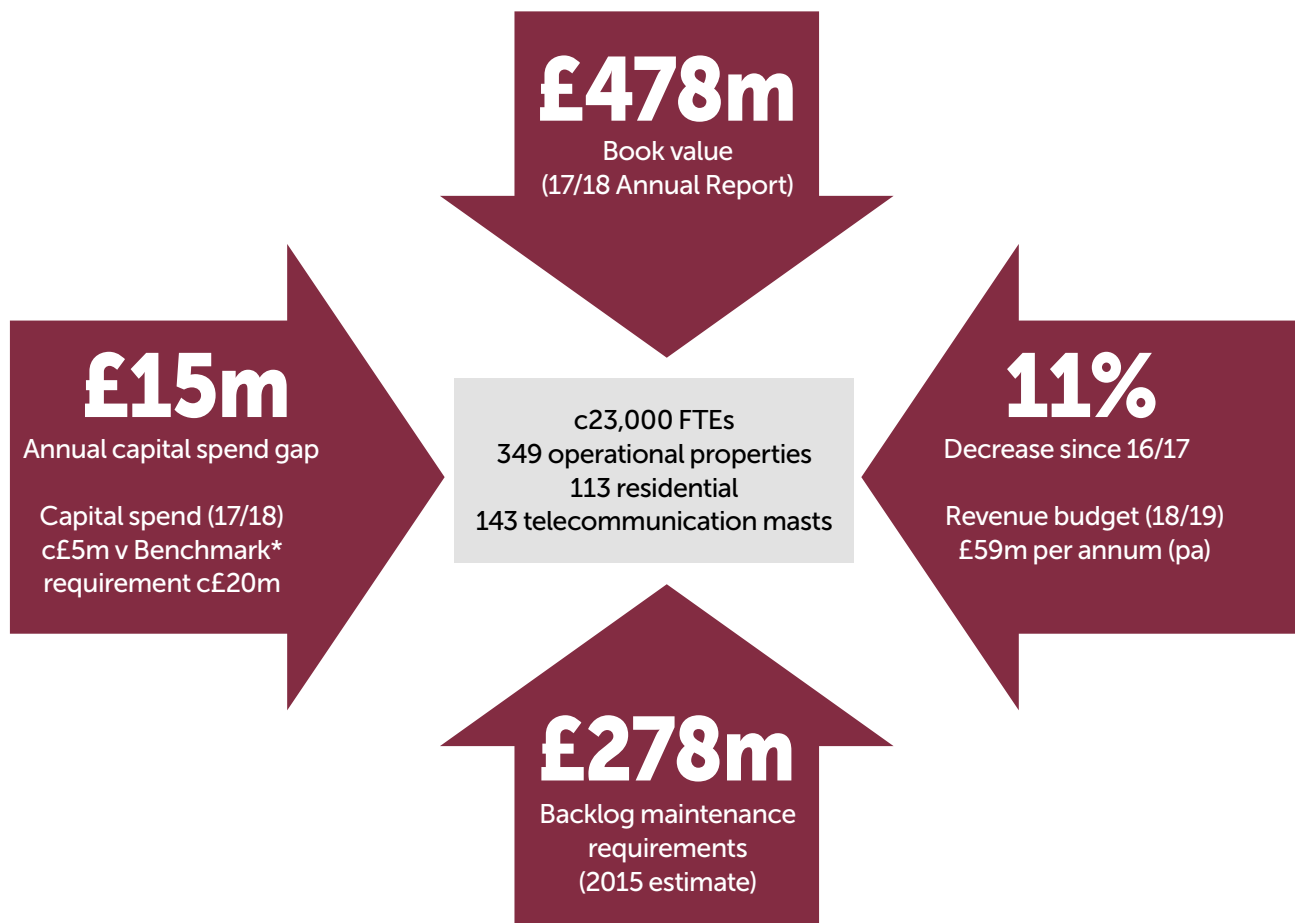 £478m
Book value
(17/18 Annual Report)
£15m
Annual capital spend gap
Capital spend (17/18)
c£5m v Benchmark*
requirement c£20m
c23,000 FTEs
349 operational properties
113 residential
143 telecommunication masts
11%
Decrease since 16/17
Revenue budget (18/19)
£59m per annum (pa)
£278m
Backlog maintenance
requirements
(2015 estimate)